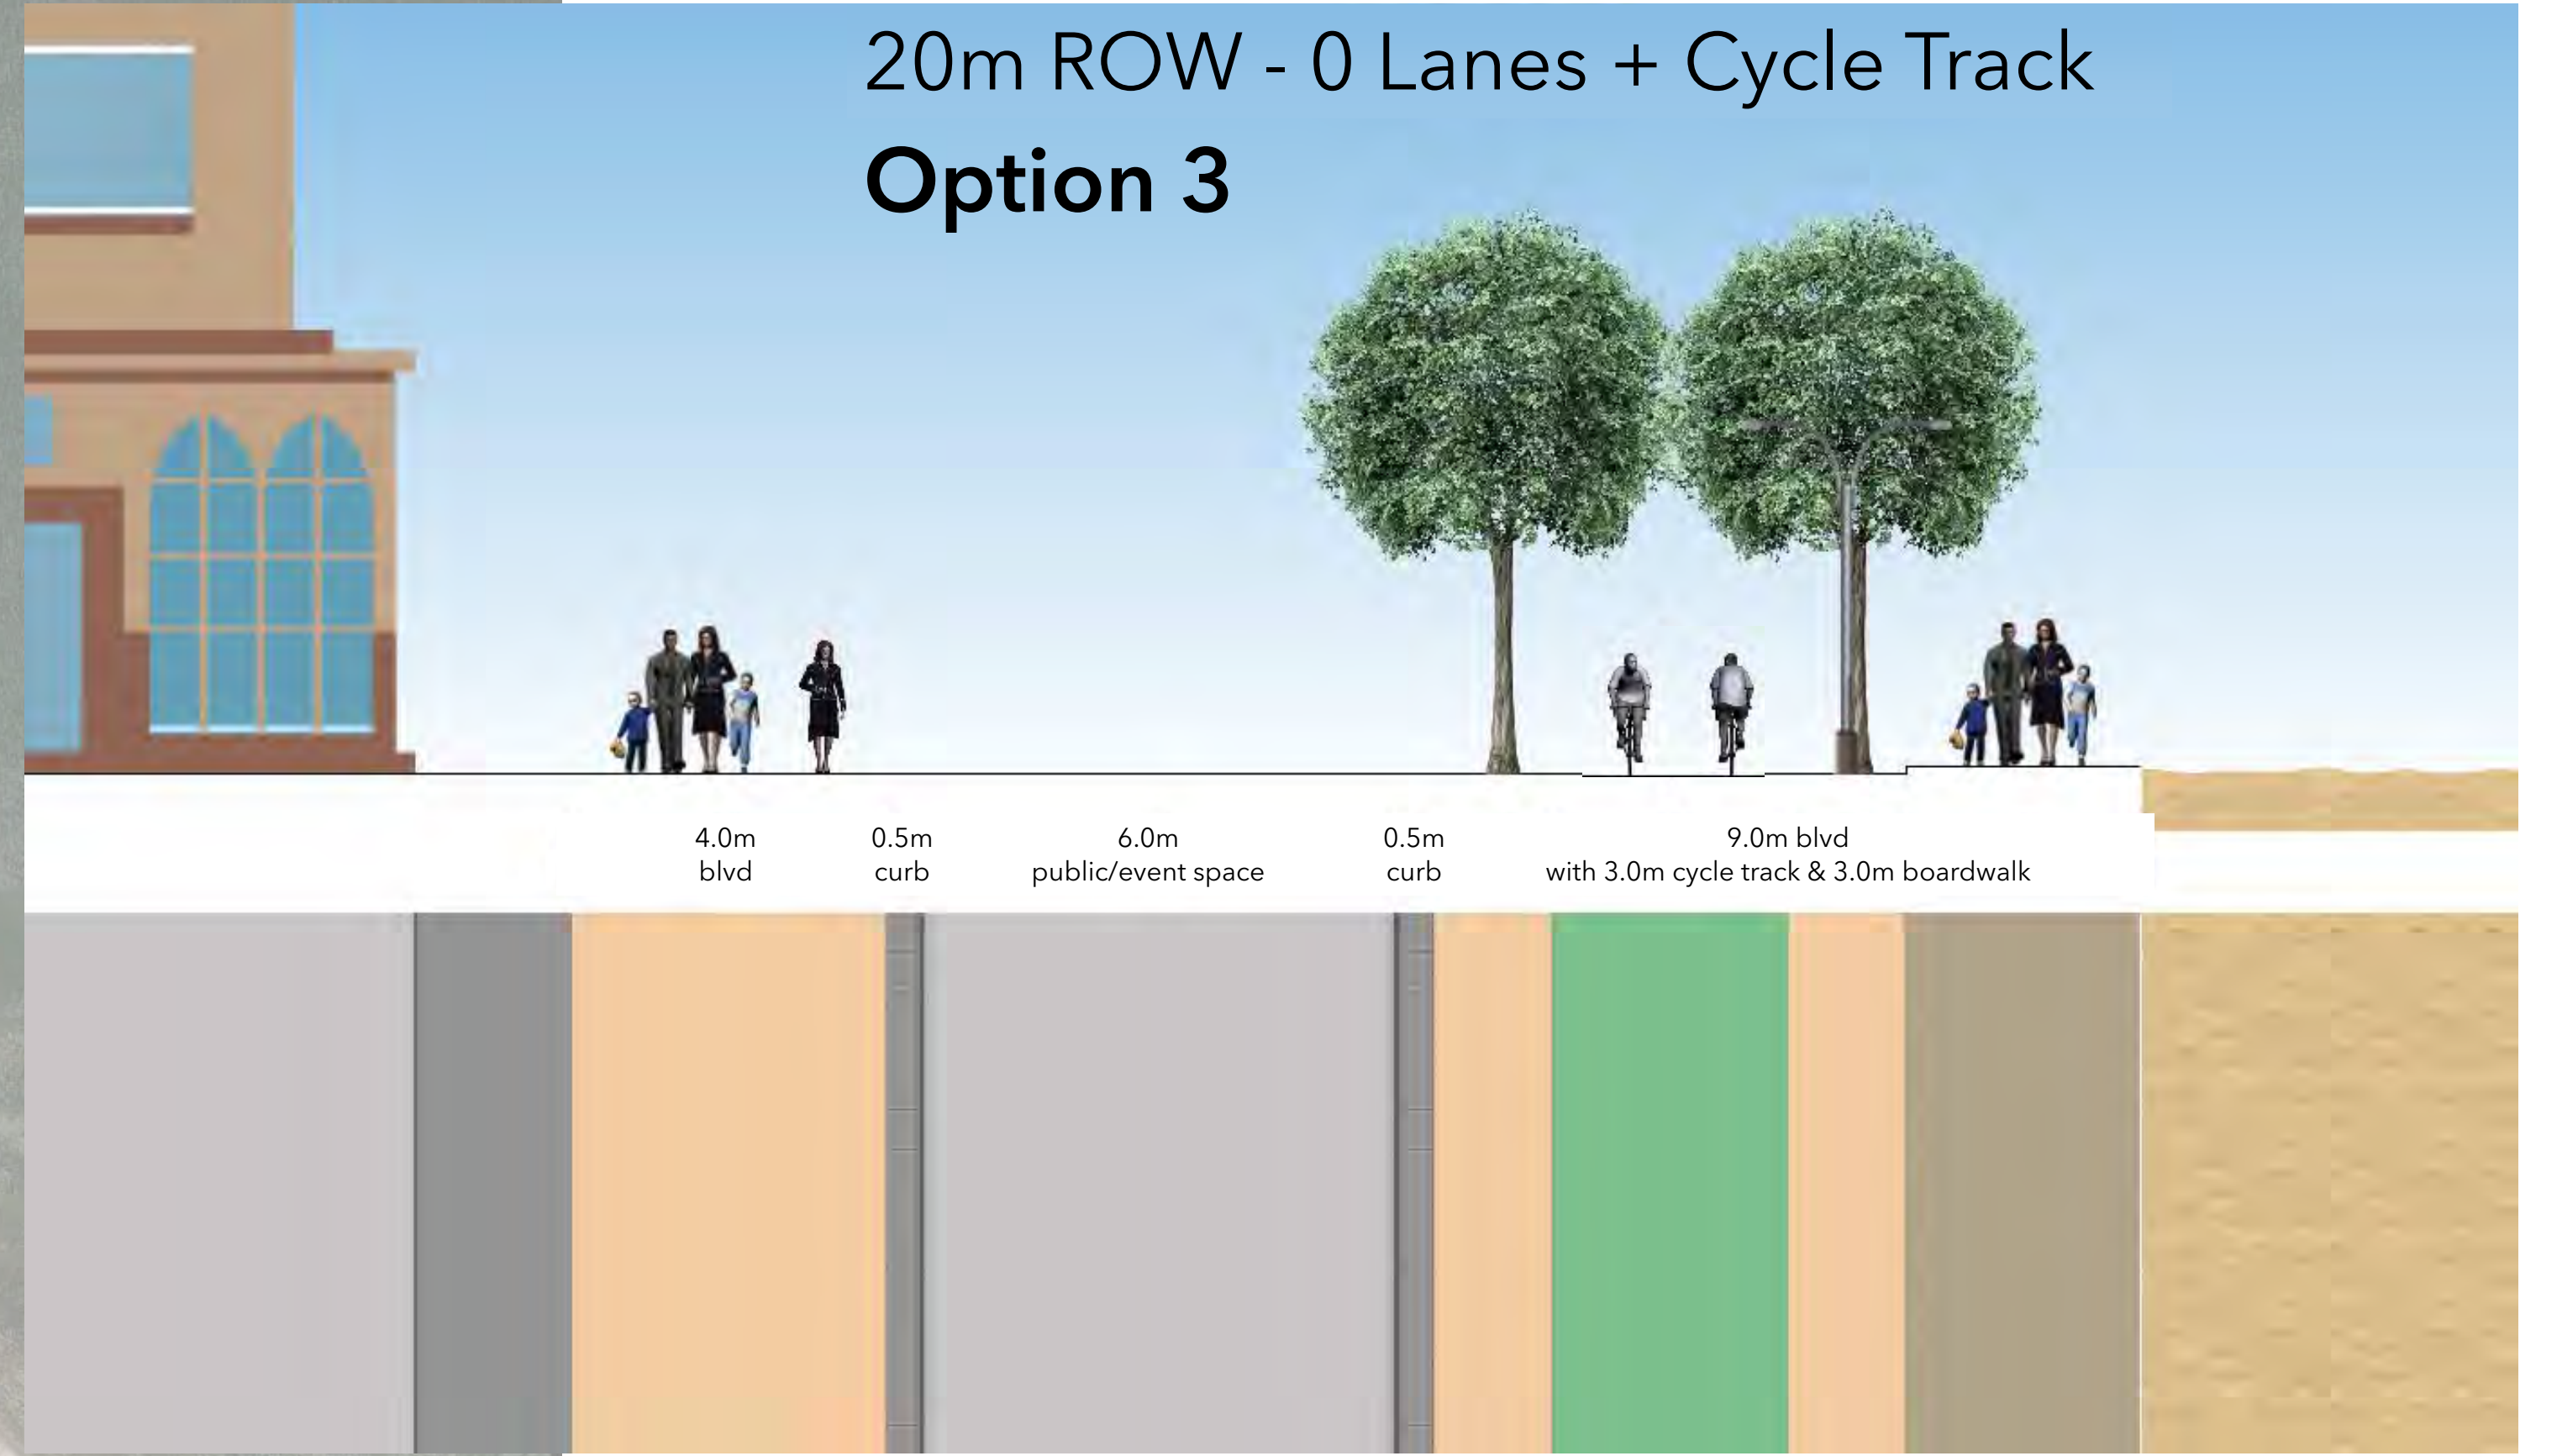 20m ROW - 0 Lanes + Cycle Track
Option 3
4.0m
blvd
0.5m
curb
6.0m
public/event space
0.5m
curb
9.0m blvd
with 3.0m cycle track & 3.0m boardwalk